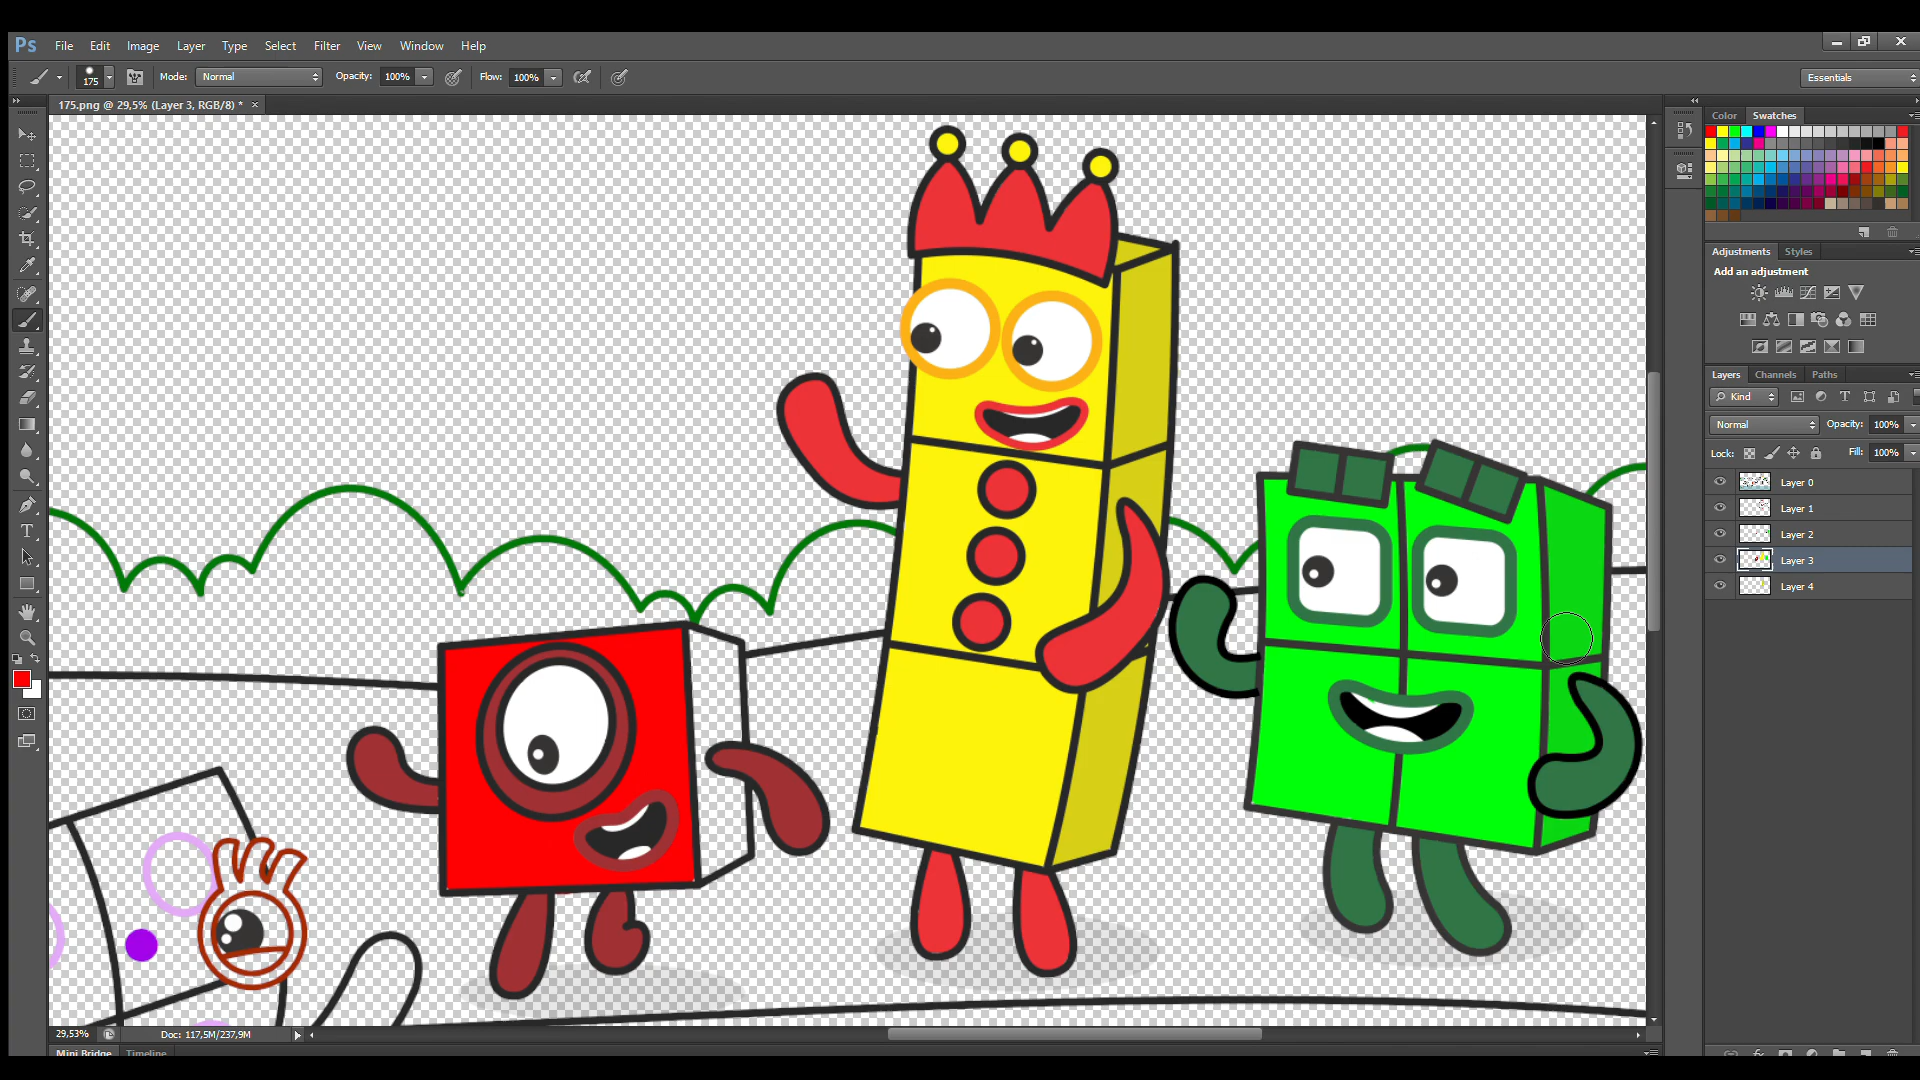 Ps File Edit Image Layer Type Select Filter View Window Help
175 Mode: Normal Opacity: 100% Flow: 100% Essentials
175.png @ 29,5% (Layer 3, RGB/8) * ×
Color Swatches
Adjustments Styles
Add an adjustment
Layers Channels Paths
Kind
Normal Opacity: 100%
Lock: Fill: 100%
Layer 0
Layer 1
Layer 2
Layer 3
Layer 4
29,53% Doc: 117,5M/237,9M
Mini Bridge Timeline